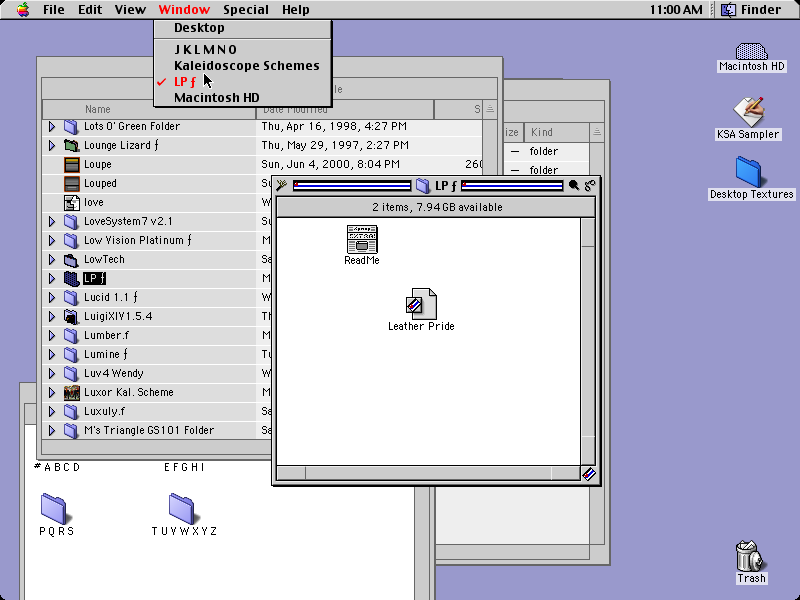 File Edit View Window Special Help 11:00 AM Finder
Desktop
J K L M N O
Kaleidoscope Schemes
LP ƒ
Macintosh HD
Name Date Modified S
Lots O' Green Folder Thu, Apr 16, 1998, 4:27 PM
Lounge Lizard ƒ Thu, May 29, 1997, 2:27 PM
Loupe Sun, Jun 4, 2000, 8:04 PM 260
Louped Su
love W
LoveSystem7 v2.1 Su
Low Vision Platinum ƒ M
LowTech Sa
LP ƒ M
Lucid 1.1 ƒ W
LuigiXIV1.5.4 Th
Lumber.f M
Lumine ƒ Tu
Luv4 Wendy W
Luxor Kal. Scheme M
Luxuly.f Sa
M's Triangle GS101 Folder Sa
ize Kind
— folder
— folder
LP ƒ
2 items, 7.94 GB available
ReadMe
Leather Pride
# A B C D
E F G H I
P Q R S
T U V W X Y Z
Macintosh HD
KSA Sampler
Desktop Textures
Trash